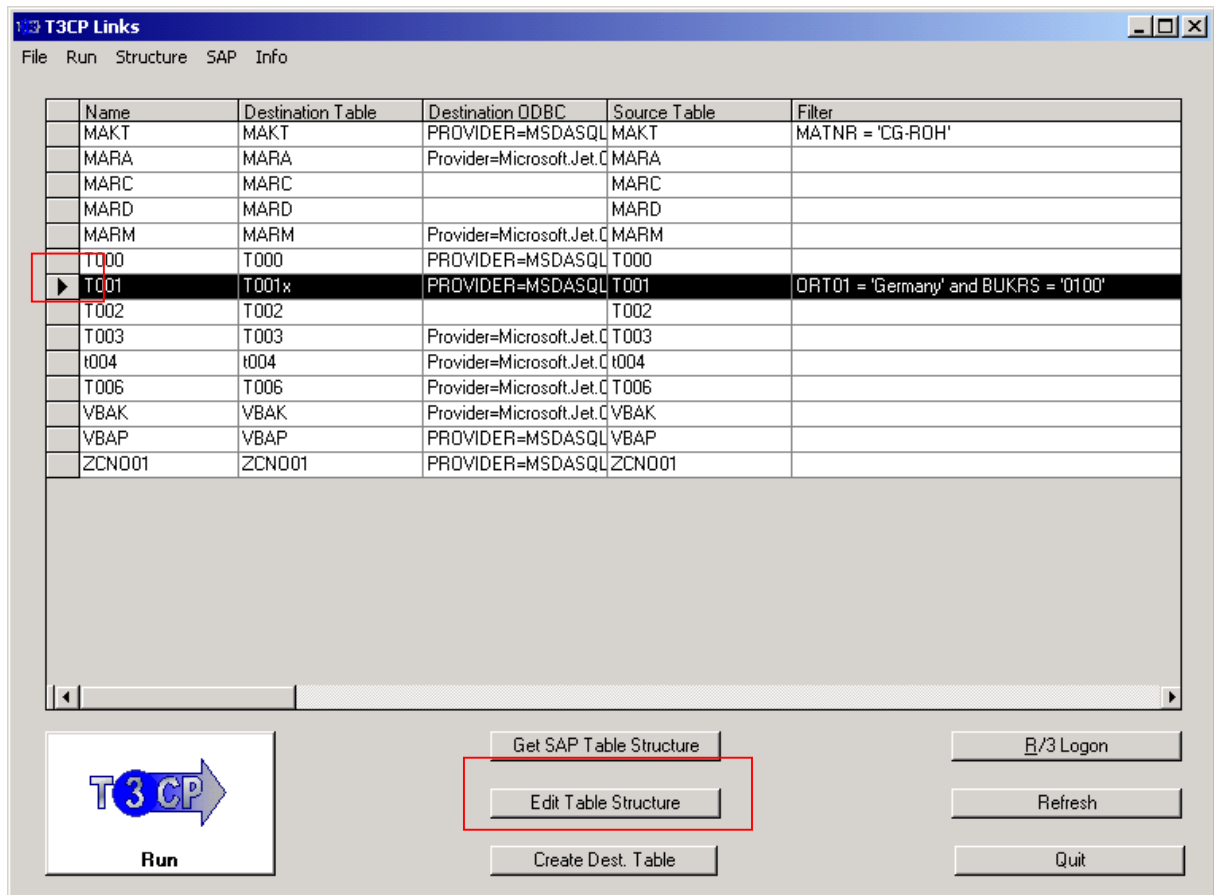 T3CP Links
File Run Structure SAP Info
Name Destination Table Destination ODBC Source Table Filter
MAKT MAKT PROVIDER=MSDASQL MAKT MATNR = 'CG-ROH'
MARA MARA Provider=Microsoft.Jet.O MARA
MARC MARC MARC
MARD MARD MARD
MARM MARM Provider=Microsoft.Jet.O MARM
T000 T000 PROVIDER=MSDASQL T000
T001 T001x PROVIDER=MSDASQL T001 ORT01 = 'Germany' and BUKRS = '0100'
T002 T002 T002
T003 T003 Provider=Microsoft.Jet.O T003
t004 t004 Provider=Microsoft.Jet.O t004
T006 T006 Provider=Microsoft.Jet.O T006
VBAK VBAK Provider=Microsoft.Jet.O VBAK
VBAP VBAP PROVIDER=MSDASQL VBAP
ZCNO01 ZCNO01 PROVIDER=MSDASQL ZCNO01
Get SAP Table Structure R/3 Logon
T3CP
Edit Table Structure Refresh
Run Create Dest. Table Quit